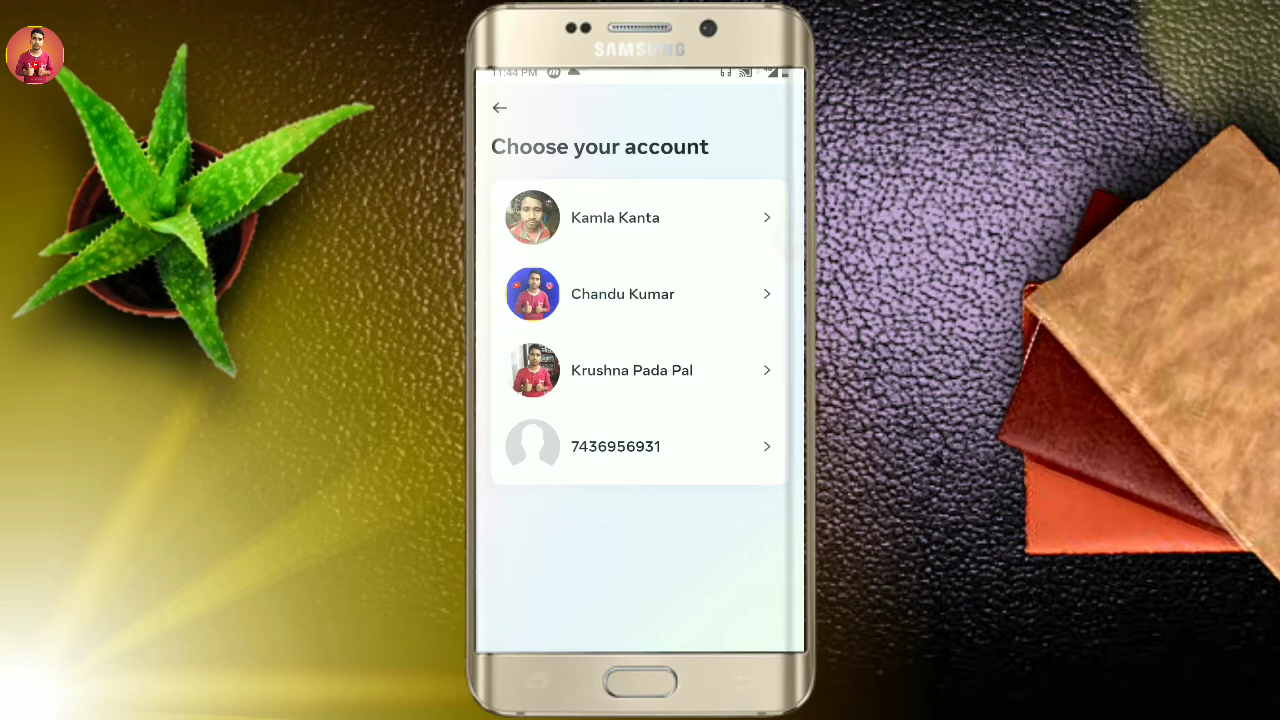 SAMSUNG
11:44 PM
Choose your account
Kamla Kanta
Chandu Kumar
Krushna Pada Pal
7436956931